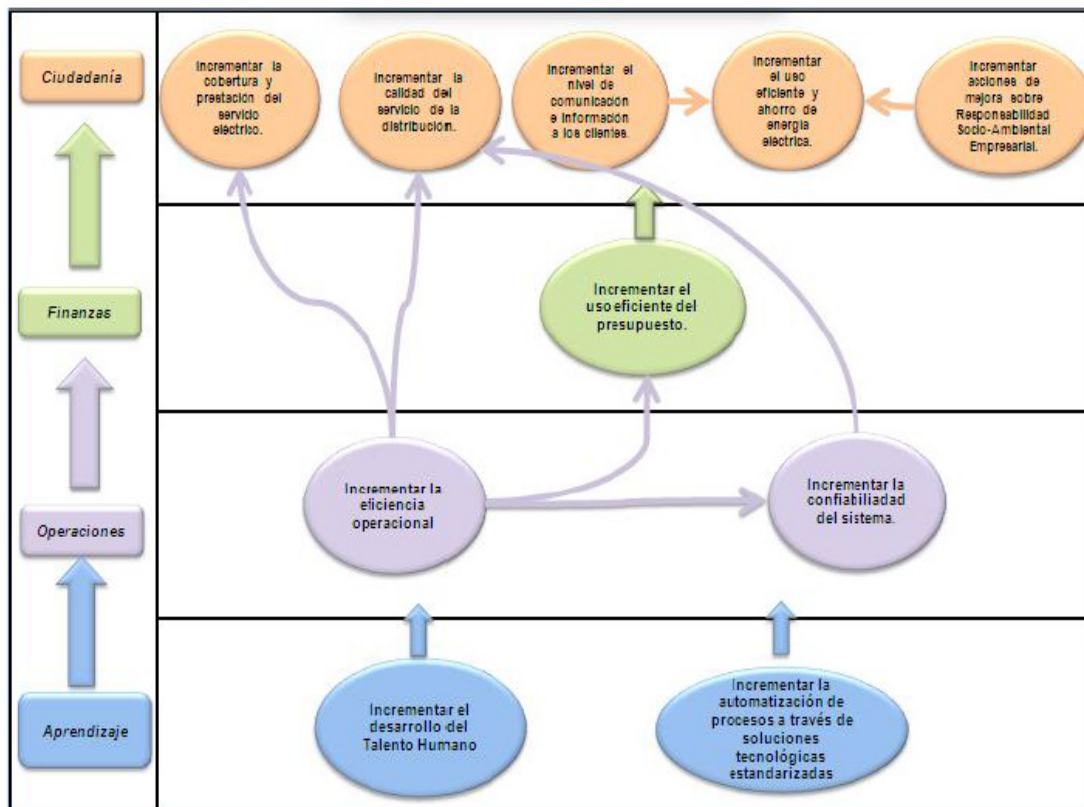 Ciudadanía
Incrementar la
cobertura y
prestación del
servicio
eléctrico.
Incrementar la
calidad del
servicio de la
distribución.
Incrementar el
nivel de
comunicación
e información
a los clientes.
Incrementar
el uso
eficiente y
ahorro de
energía
eléctrica.
Incrementar
acciones de
mejora sobre
Responsabilidad
Socio-Ambiental
Empresarial.
Finanzas
Incrementar el
uso eficiente del
presupuesto.
Operaciones
Incrementar la
eficiencia
operacional
Incrementar la
confiabiliadad
del sistema.
Aprendizaje
Incrementar el
desarrollo del
Talento Humano
Incrementar la
automatización de
procesos a través de
soluciones
tecnológicas
estandarizadas